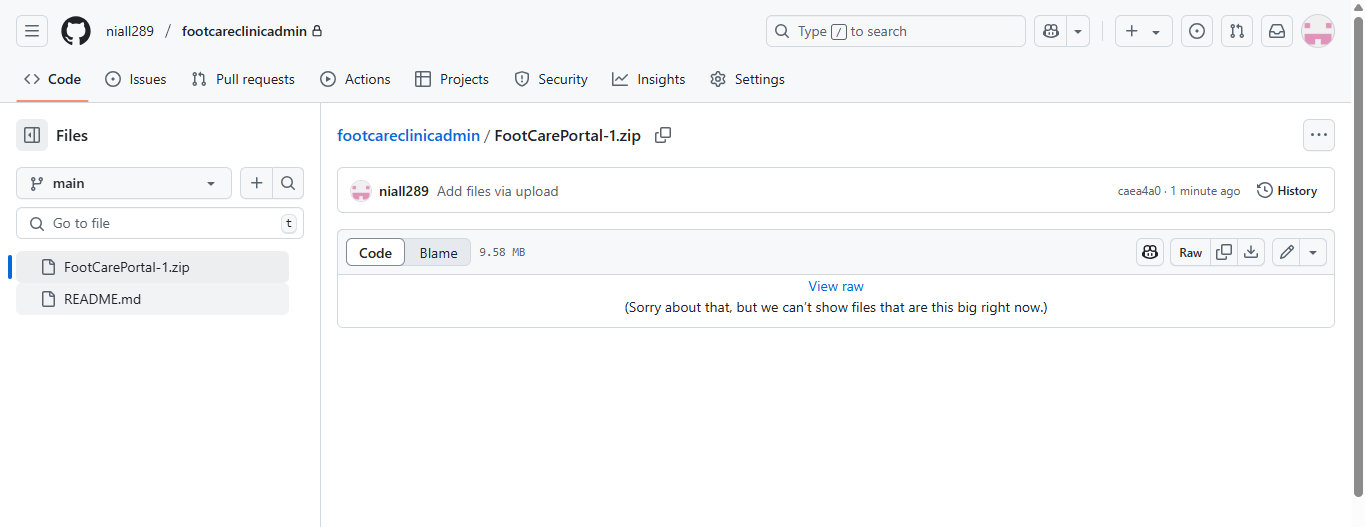 niall289 / footcareclinicadmin
Type / to search
Code Issues Pull requests Actions Projects Security Insights Settings
Files
footcareclinicadmin / FootCarePortal-1.zip
main
niall289 Add files via upload caea4a0 · 1 minute ago History
Go to file t
Code Blame 9.58 MB Raw
FootCarePortal-1.zip
View raw
README.md
(Sorry about that, but we can't show files that are this big right now.)